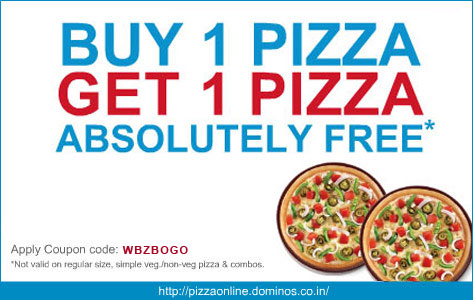 BUY 1 PIZZA
GET 1 PIZZA
ABSOLUTELY FREE*
Apply Coupon code: WBZBOGO
*Not valid on regular size, simple veg./non-veg pizza & combos.
http://pizzaonline.dominos.co.in/